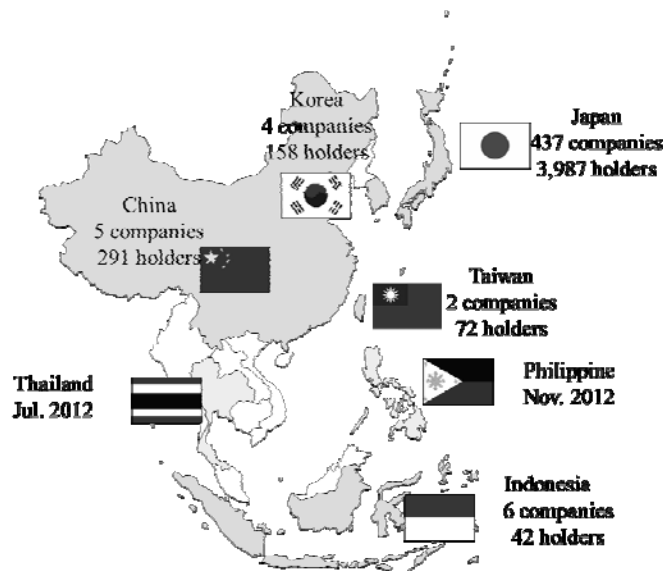 Korea
4 companies
158 holders
Japan
437 companies
3,987 holders
China
5 companies
291 holders
Taiwan
2 companies
72 holders
Thailand
Jul. 2012
Philippine
Nov. 2012
Indonesia
6 companies
42 holders